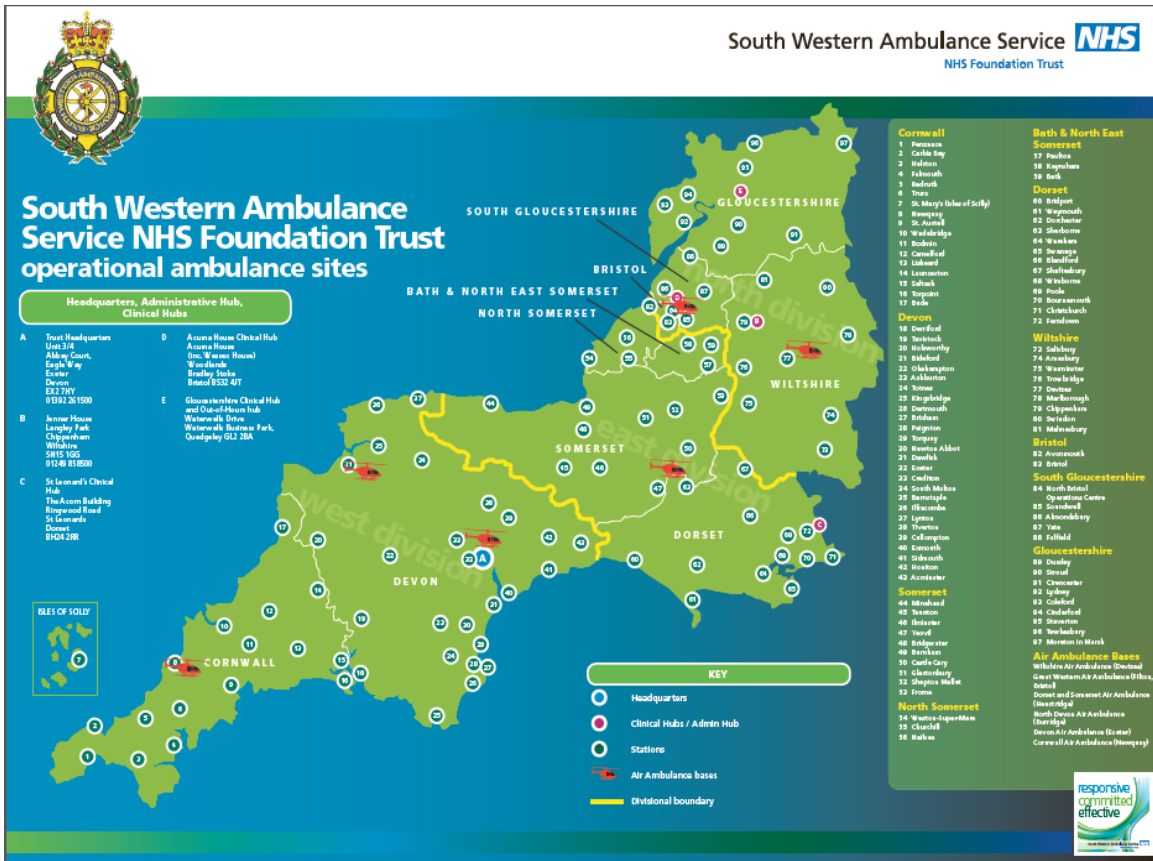 South Western Ambulance Service NHS
NHS Foundation Trust
South Western Ambulance
Service NHS Foundation Trust
operational ambulance sites
Headquarters, Administrative Hub,
Clinical Hubs
A Trust Headquarters
Unit 3/4
Abbey Court,
Eagle Way
Exeter
Devon
EX2 7HY
01392 261500
B Jenner House
Langley Park
Chippenham
Wiltshire
SN15 1GG
01249 858500
C St Leonard's Clinical
Hub
The Acorn Building
Ringwood Road
St Leonards
Dorset
BH24 2RR
D Acuma House Clinical Hub
Acuma House
(inc. Wessex House)
Woodlands
Bradley Stoke
Bristol BS32 4JT
E Gloucestershire Clinical Hub
and Out-of-Hours hub
Waterwells Drive
Waterwells Business Park,
Quedgeley GL2 2BA
SOUTH GLOUCESTERSHIRE
BRISTOL
BATH & NORTH EAST SOMERSET
NORTH SOMERSET
GLOUCESTERSHIRE
north division
WILTSHIRE
SOMERSET
east division
DORSET
west division
DEVON
CORNWALL
ISLES OF SCILLY
7
KEY
Headquarters
Clinical Hubs / Admin Hub
Stations
Air Ambulance bases
Divisional boundary
Cornwall
1 Penzance
2 Carbis Bay
3 Helston
4 Falmouth
5 Redruth
6 Truro
7 St. Mary's (Isles of Scilly)
8 Newquay
9 St. Austell
10 Wadebridge
11 Bodmin
12 Camelford
13 Liskeard
14 Launceston
15 Saltash
16 Torpoint
17 Bude
Devon
18 Derriford
19 Tavistock
20 Holsworthy
21 Bideford
22 Okehampton
23 Ashburton
24 Totnes
25 Kingsbridge
26 Dartmouth
27 Brixham
28 Paignton
29 Torquay
30 Newton Abbot
31 Dawlish
32 Exeter
33 Crediton
34 South Molton
35 Barnstaple
36 Ilfracombe
37 Lynton
38 Tiverton
39 Cullompton
40 Exmouth
41 Sidmouth
42 Honiton
43 Axminster
Somerset
44 Minehead
45 Taunton
46 Ilminster
47 Yeovil
48 Bridgwater
49 Burnham
50 Castle Cary
51 Glastonbury
52 Shepton Mallet
53 Frome
North Somerset
54 Weston-Super-Mare
55 Churchill
56 Nailsea
Bath & North East
Somerset
57 Paulton
58 Keynsham
59 Bath
Dorset
60 Bridport
61 Weymouth
62 Dorchester
63 Sherborne
64 Wareham
65 Swanage
66 Blandford
67 Shaftesbury
68 Wimborne
69 Poole
70 Bournemouth
71 Christchurch
72 Ferndown
Wiltshire
73 Salisbury
74 Amesbury
75 Warminster
76 Trowbridge
77 Devizes
78 Marlborough
79 Chippenham
80 Swindon
81 Malmesbury
Bristol
82 Avonmouth
83 Bristol
South Gloucestershire
84 North Bristol
Operations Centre
85 Soundwell
86 Almondsbury
87 Yate
88 Falfield
Gloucestershire
89 Dursley
90 Stroud
91 Cirencester
92 Lydney
93 Coleford
94 Cinderford
95 Staverton
96 Tewkesbury
97 Moreton in Marsh
Air Ambulance Bases
Wiltshire Air Ambulance (Devizes)
Great Western Air Ambulance (Filton,
Bristol)
Dorset and Somerset Air Ambulance
(Henstridge)
North Devon Air Ambulance
(Eaglescott)
Devon Air Ambulance (Exeter)
Cornwall Air Ambulance (Newquay)
responsive
committed
effective